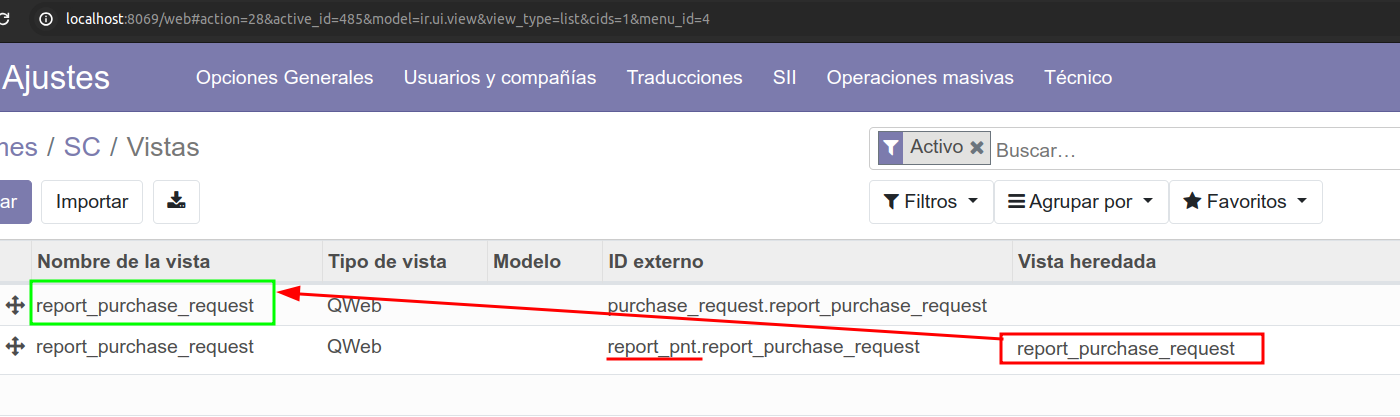 localhost:8069/web#action=28&active_id=485&model=ir.ui.view&view_type=list&cids=1&menu_id=4
Ajustes Opciones Generales Usuarios y compañías Traducciones SII Operaciones masivas Técnico
nes / SC / Vistas
Activo Buscar...
ar Importar Filtros Agrupar por Favoritos
Nombre de la vista Tipo de vista Modelo ID externo Vista heredada
report_purchase_request QWeb purchase_request.report_purchase_request
report_purchase_request QWeb report_pnt.report_purchase_request report_purchase_request